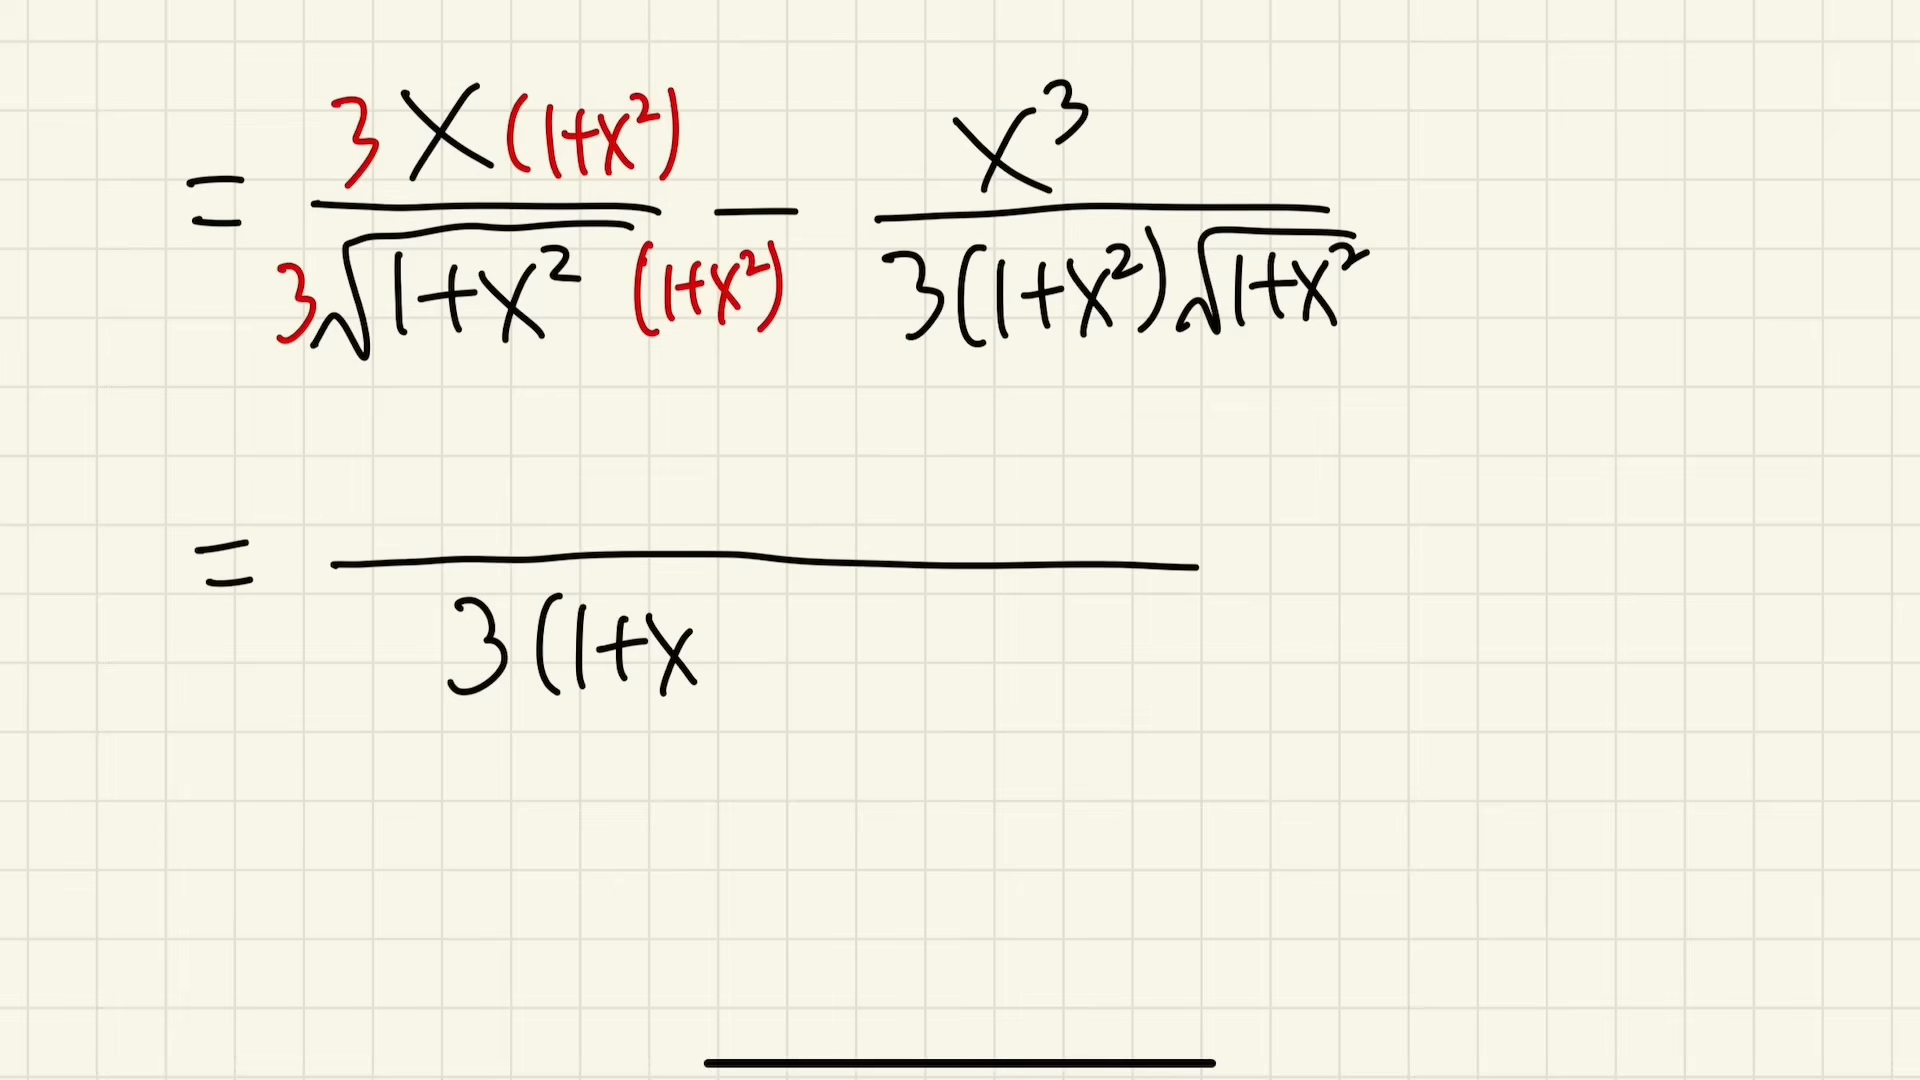 = 3x(1+x²) / 3√(1+x²) (1+x²) − x³ / 3(1+x²)√(1+x²)
= / 3(1+x